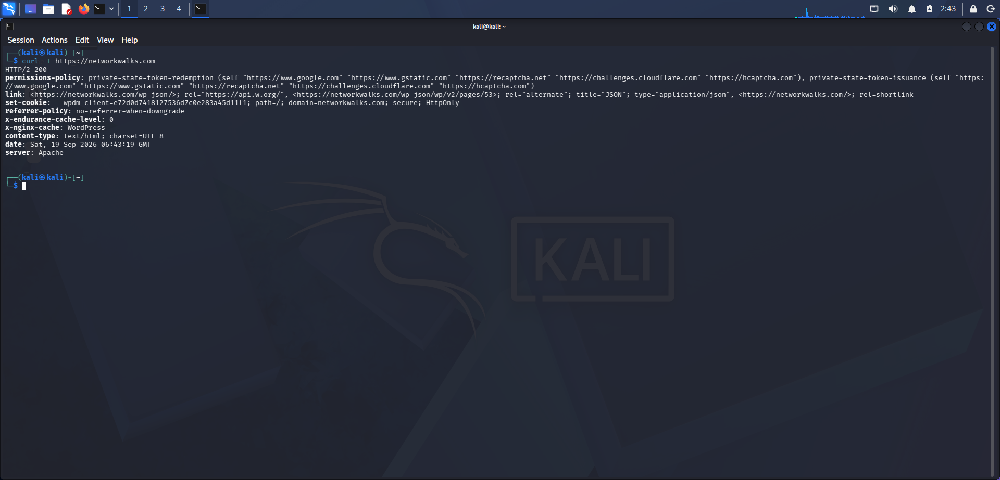 1 2 3 4 2:43
kali@kali: ~
Session Actions Edit View Help
┌──(kali㉿kali)-[~]
└─$ curl -I https://networkwalks.com
HTTP/2 200
permissions-policy: private-state-token-redemption=(self "https://www.google.com" "https://www.gstatic.com" "https://recaptcha.net" "https://challenges.cloudflare.com" "https://hcaptcha.com"), private-state-token-issuance=(self "https:
//www.google.com" "https://www.gstatic.com" "https://recaptcha.net" "https://challenges.cloudflare.com" "https://hcaptcha.com")
link: <https://networkwalks.com/wp-json/>; rel="https://api.w.org/", <https://networkwalks.com/wp-json/wp/v2/pages/53>; rel="alternate"; title="JSON"; type="application/json", <https://networkwalks.com/>; rel=shortlink
set-cookie: __wpdm_client=e72d0d7418127536d7c0e283a45d11f1; path=/; domain=networkwalks.com; secure; HttpOnly
referrer-policy: no-referrer-when-downgrade
x-endurance-cache-level: 0
x-nginx-cache: WordPress
content-type: text/html; charset=UTF-8
date: Sat, 19 Sep 2026 06:43:19 GMT
server: Apache
┌──(kali㉿kali)-[~]
└─$
KALI